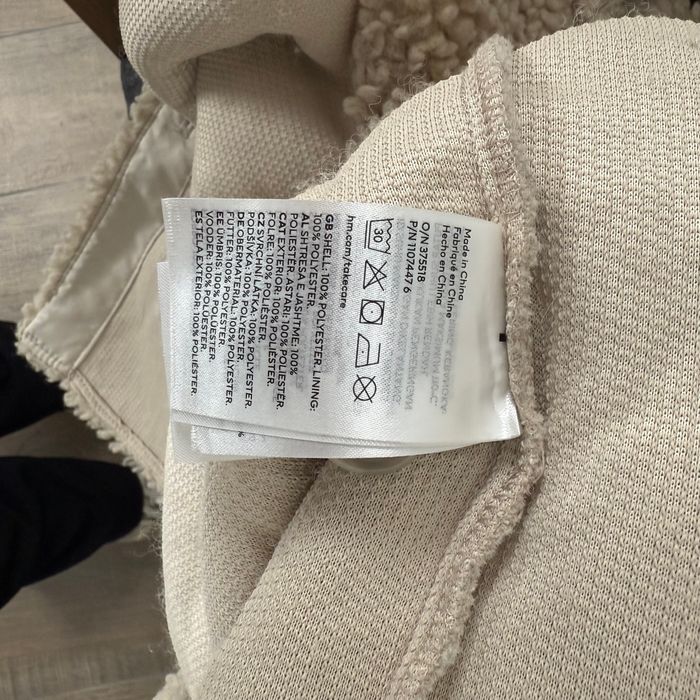 Made in China
Fabriqué en Chine
Hecho en China
O/N 375518
P/N 11074447 6
30
hm.com/takecare
GB SHELL: 100% POLYESTER. LINING:
100% POLYESTER.
AL SHTRESA E JASHTME: 100%
POLIESTER. ASTARI: 100% POLIESTER.
CAT EXTERIOR: 100% POLIÈSTER.
FOLRE: 100% POLIÈSTER.
CZ SVRCHNÍ LÁTKA: 100% POLYESTER.
PODŠÍVKA: 100% POLYESTER.
DE OBERMATERIAL: 100% POLYESTER.
FUTTER: 100% POLYESTER.
EE ÜMBRIS: 100% POLÜESTER.
VOODER: 100% POLÜESTER.
ES TELA EXTERIOR: 100% POLIÉSTER.